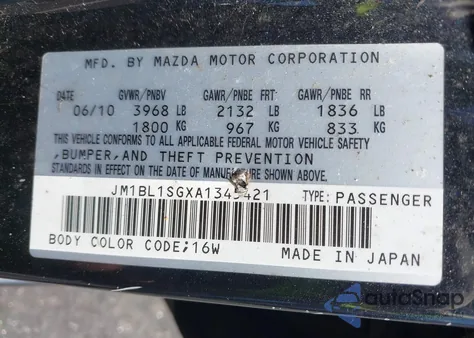 MFD. BY MAZDA MOTOR CORPORATION
DATE GVWR/PNBV GAWR/PNBE FRT GAWR/PNBE RR
06/10 3968 LB 2132 LB 1836 LB
1800 KG 967 KG 833 KG
THIS VEHICLE CONFORMS TO ALL APPLICABLE FEDERAL MOTOR VEHICLE SAFETY
,BUMPER,AND THEFT PREVENTION
STANDARDS IN EFFECT ON THE DATE OF MANUFACTURE SHOWN ABOVE.
TYPE: PASSENGER
BODY COLOR CODE;16W MADE IN JAPAN
autoSnap